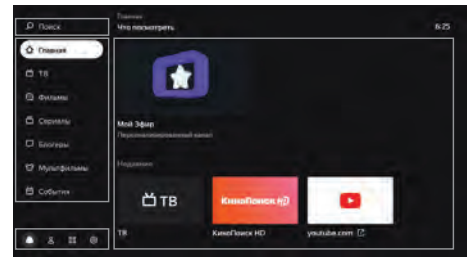 Поиск
Главная
ТВ
Фильмы
Сериалы
Блогеры
Мультфильмы
События
Главная
Что посмотреть
6:25
Мой Эфир
Персонализированный канал
Недавние
ТВ
КиноПоиск HD
ТВ
КиноПоиск HD
youtube.com